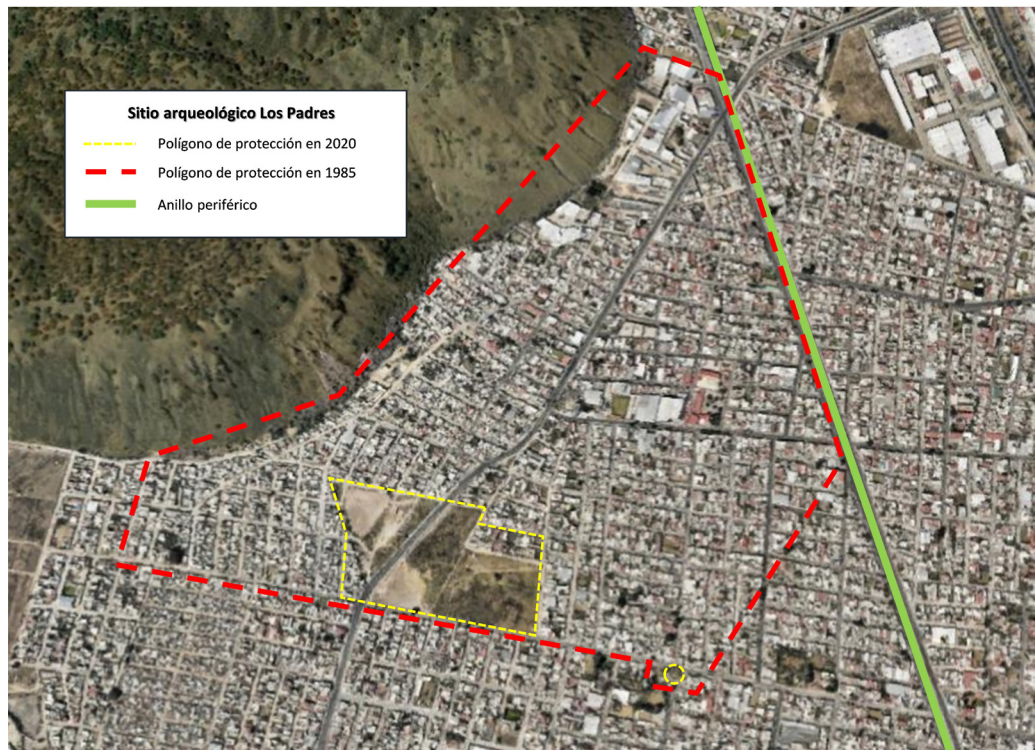 Sitio arqueológico Los Padres
Polígono de protección en 2020
Polígono de protección en 1985
Anillo periférico